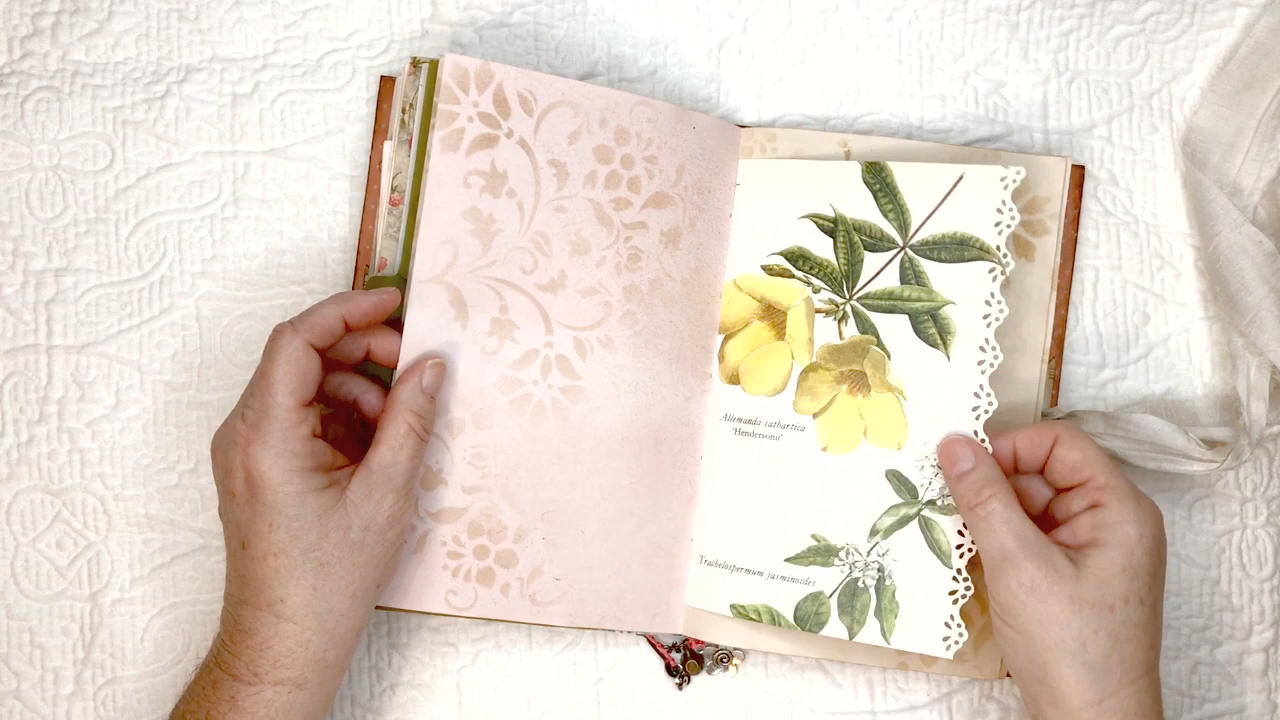 Allemanda cathartica
'Hendersonii'
Trachelospermum jasminoides